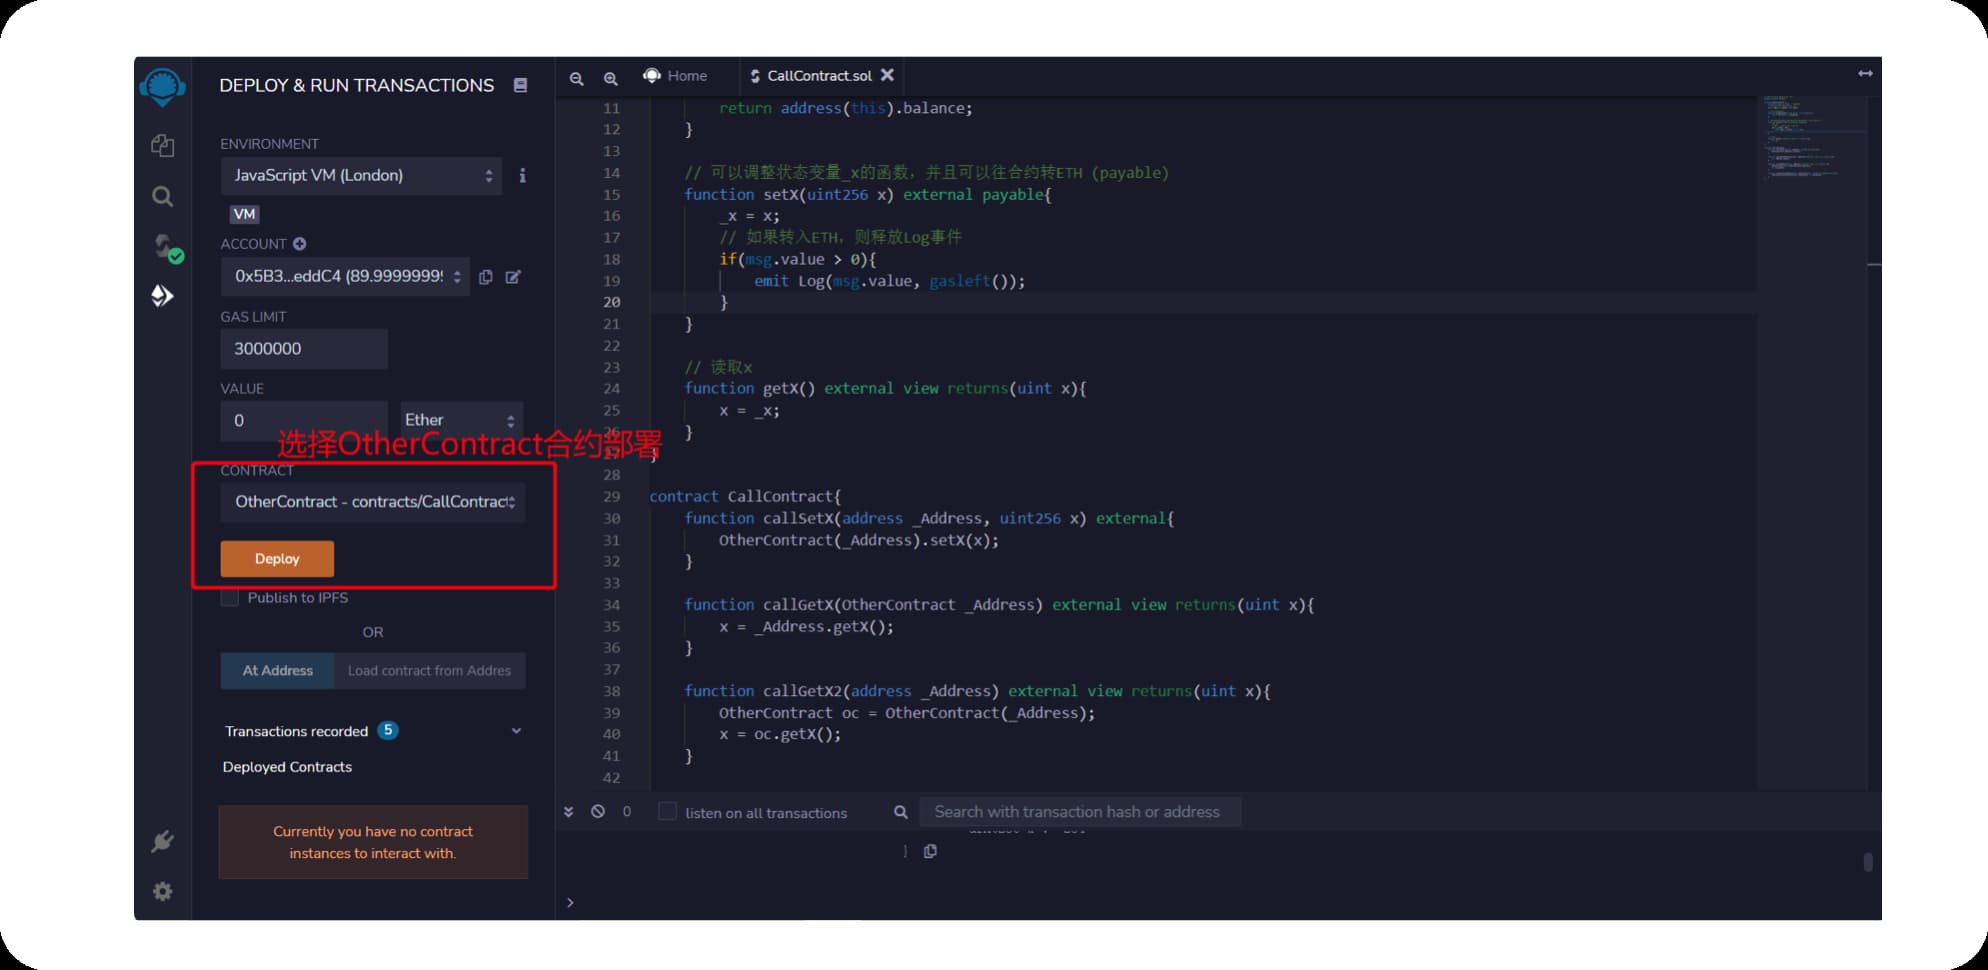 DEPLOY & RUN TRANSACTIONS
ENVIRONMENT
JavaScript VM (London)
VM
ACCOUNT
0x5B3...eddC4 (89.9999999!
GAS LIMIT
3000000
VALUE
0
Ether
选择OtherContract合约部署
CONTRACT
OtherContract - contracts/CallContract
Deploy
Publish to IPFS
OR
At Address
Load contract from Addres
Transactions recorded 5
Deployed Contracts
Currently you have no contract
instances to interact with.
Home
CallContract.sol
11 return address(this).balance;
12 }
13
14 // 可以调整状态变量_x的函数，并且可以往合约转ETH (payable)
15 function setX(uint256 x) external payable{
16 _x = x;
17 // 如果转入ETH，则释放Log事件
18 if(msg.value > 0){
19 emit Log(msg.value, gasleft());
20 }
21 }
22
23 // 读取x
24 function getX() external view returns(uint x){
25 x = _x;
26 }
27 }
28
29 contract CallContract{
30 function callSetX(address _Address, uint256 x) external{
31 OtherContract(_Address).setX(x);
32 }
33
34 function callGetX(OtherContract _Address) external view returns(uint x){
35 x = _Address.getX();
36 }
37
38 function callGetX2(address _Address) external view returns(uint x){
39 OtherContract oc = OtherContract(_Address);
40 x = oc.getX();
41 }
42
0
listen on all transactions
Search with transaction hash or address
}
>